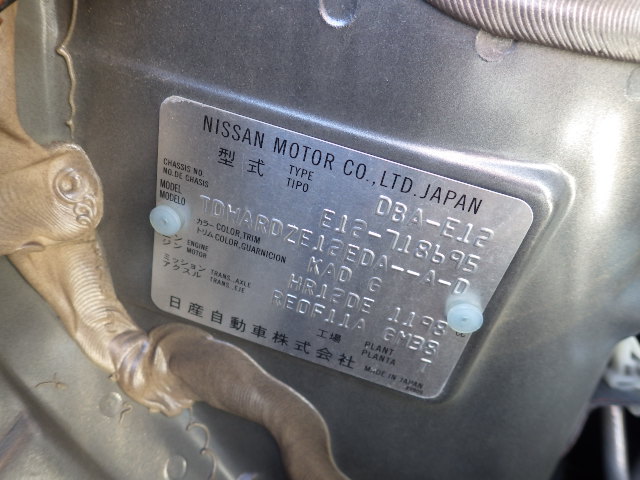 NISSAN MOTOR CO.,LTD.JAPAN
型式 TYPE TIPO DBA-E12
CHASSIS NO. NO.DE CHASIS E12-718695
MODEL MODELO TDHARDZE12EDA--A-D
カラー COLOR,TRIM トリム COLOR,GUARNICION KAD G
エンジン ENGINE MOTOR HR12DE 1198 cc
ミッション アクスル TRANS.,AXLE TRANS.,EJE RE0F11A GM38
工場 PLANT PLANTA T
日産自動車株式会社 MADE IN JAPAN